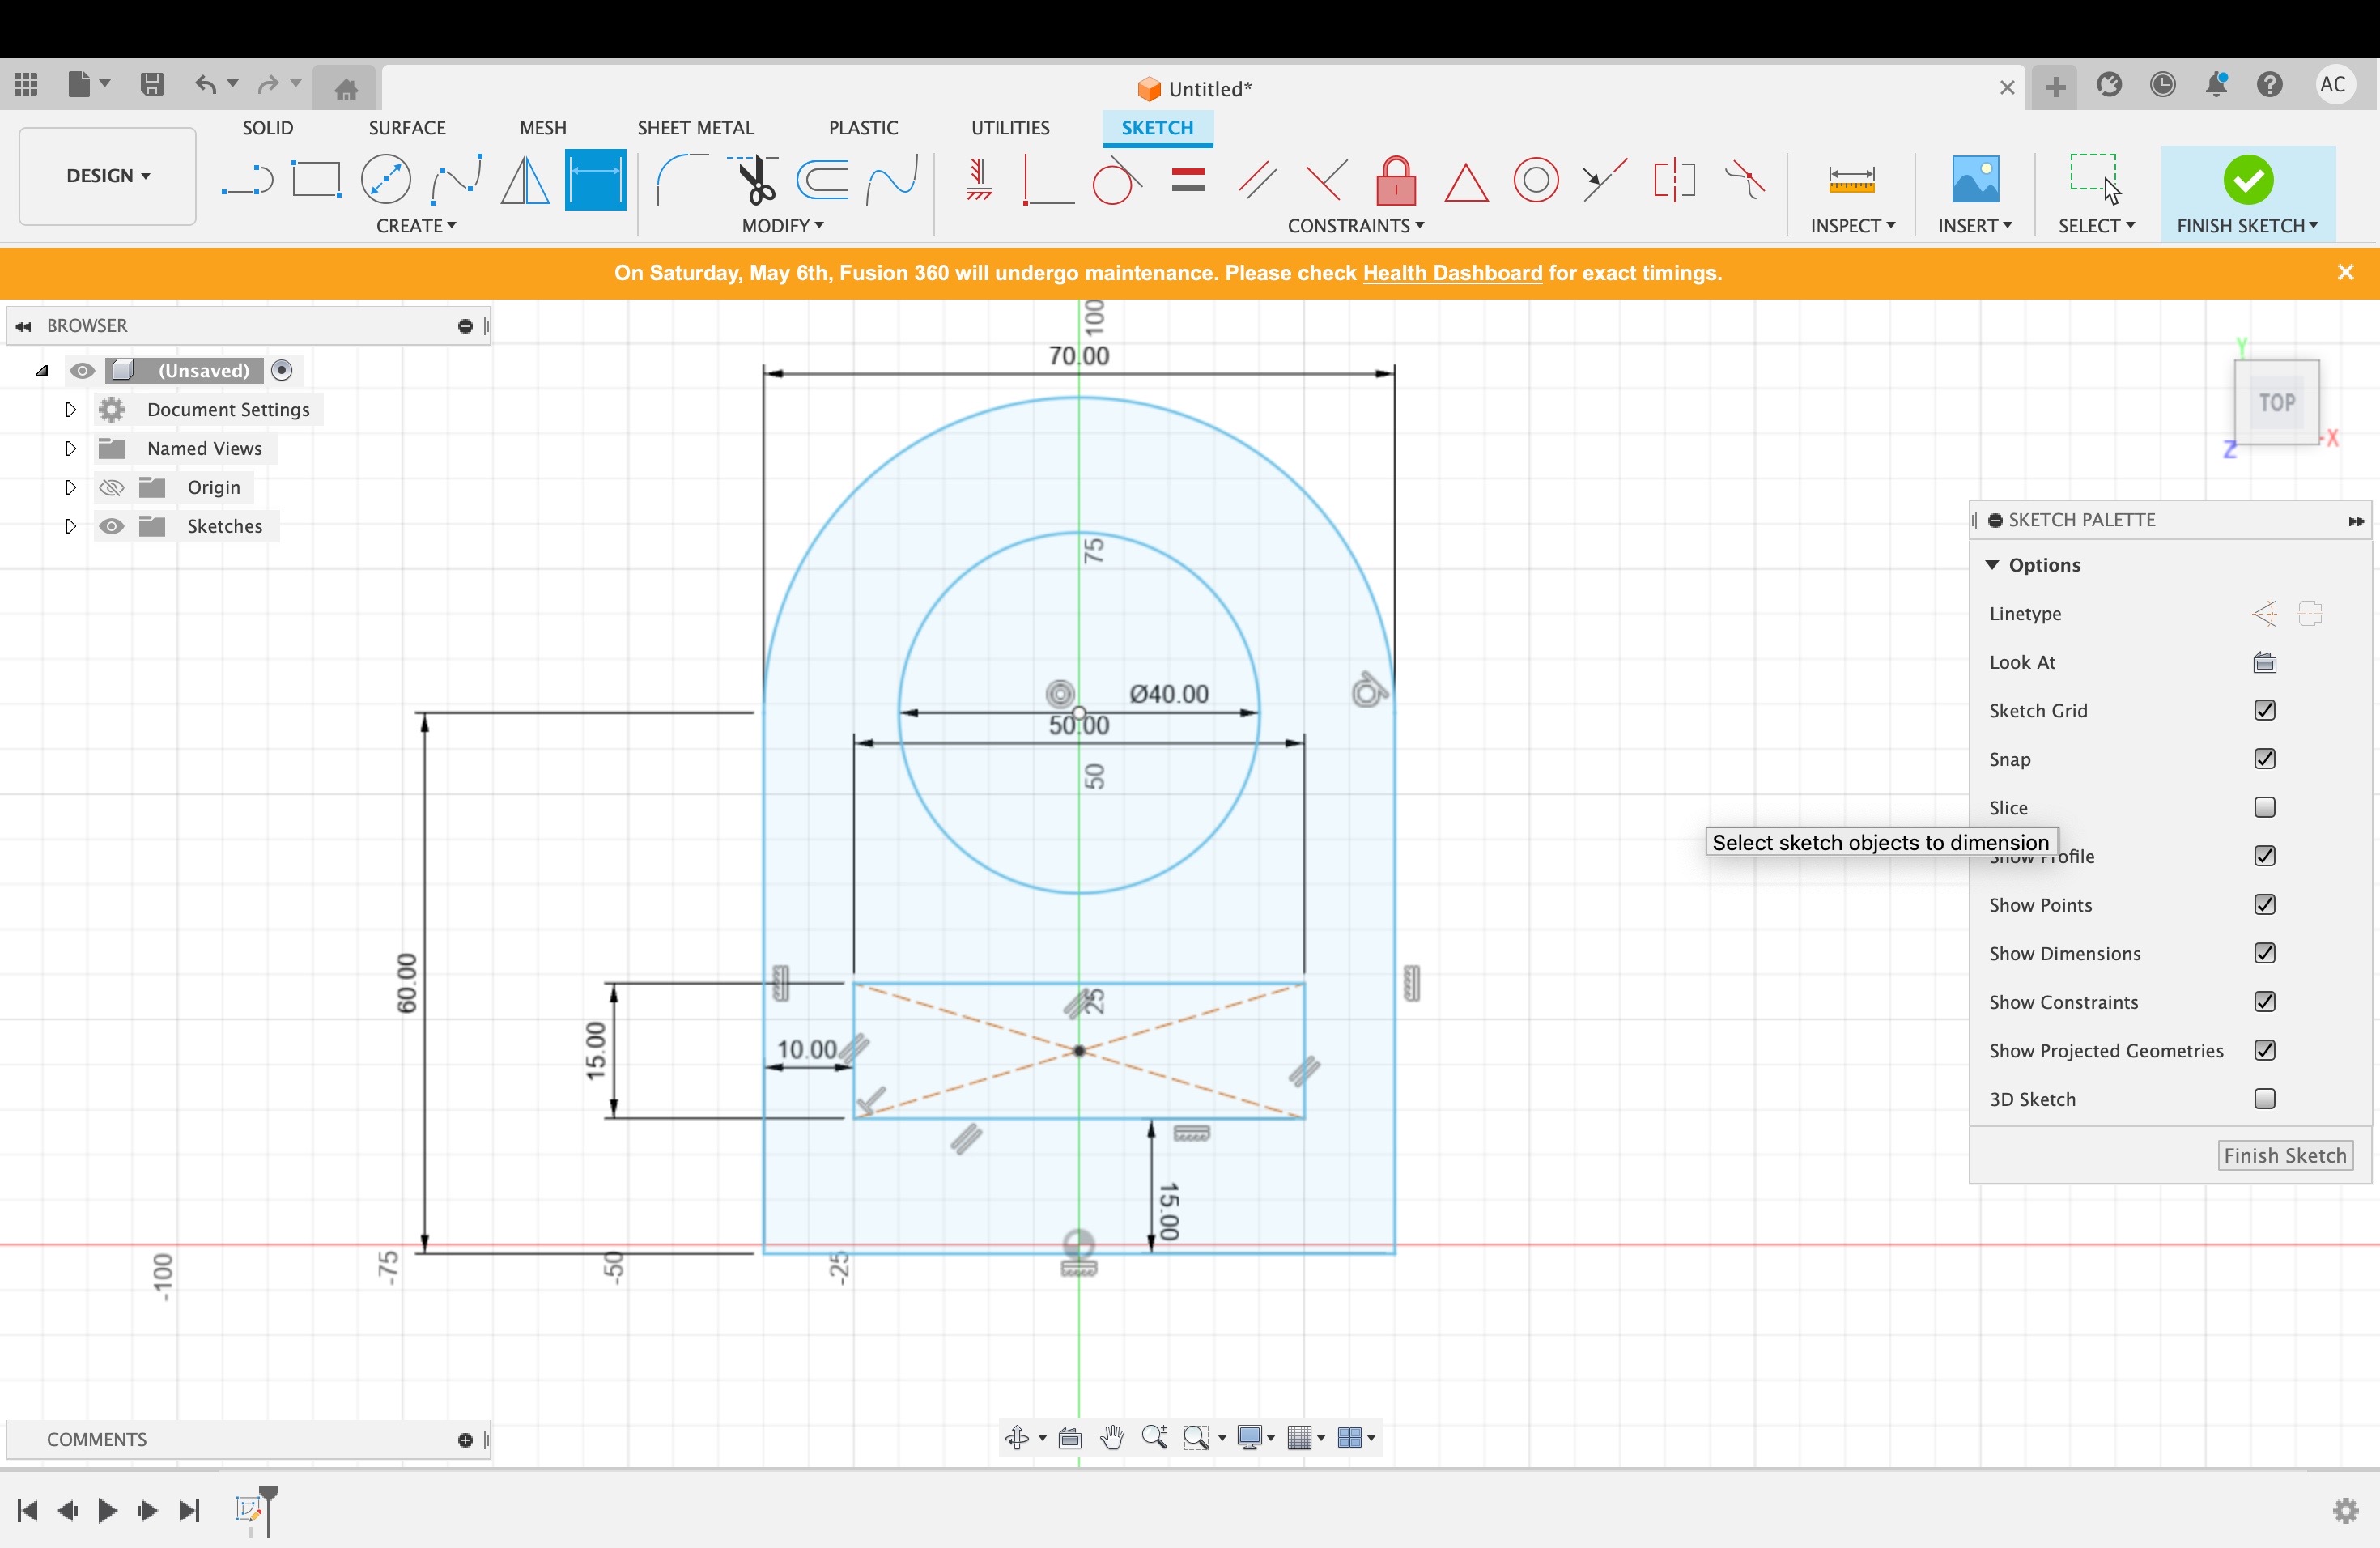 Untitled*
AC
SOLID SURFACE MESH SHEET METAL PLASTIC UTILITIES SKETCH
DESIGN
CREATE MODIFY CONSTRAINTS INSPECT INSERT SELECT FINISH SKETCH
On Saturday, May 6th, Fusion 360 will undergo maintenance. Please check Health Dashboard for exact timings.
BROWSER
(Unsaved)
Document Settings
Named Views
Origin
Sketches
100
70.00
75
Ø40.00
50.00
50
60.00
15.00
25
10.00
15.00
-100
-75
-50
-25
Y
TOP
X
Z
SKETCH PALETTE
Options
Linetype
Look At
Sketch Grid
Snap
Slice
Select sketch objects to dimension
Show Profile
Show Points
Show Dimensions
Show Constraints
Show Projected Geometries
3D Sketch
Finish Sketch
COMMENTS